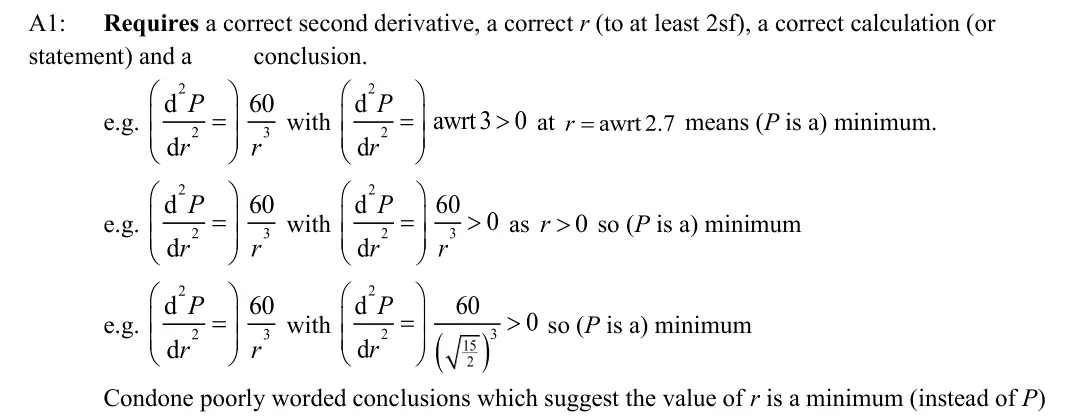 A1: Requires a correct second derivative, a correct r (to at least 2sf), a correct calculation (or
statement) and a conclusion.
e.g. (d²P/dr² =) 60/r³ with (d²P/dr² =) awrt 3 > 0 at r = awrt 2.7 means (P is a) minimum.
e.g. (d²P/dr² =) 60/r³ with (d²P/dr² =) 60/r³ > 0 as r > 0 so (P is a) minimum
e.g. (d²P/dr² =) 60/r³ with (d²P/dr² =) 60/(√(15/2))³ > 0 so (P is a) minimum
Condone poorly worded conclusions which suggest the value of r is a minimum (instead of P)